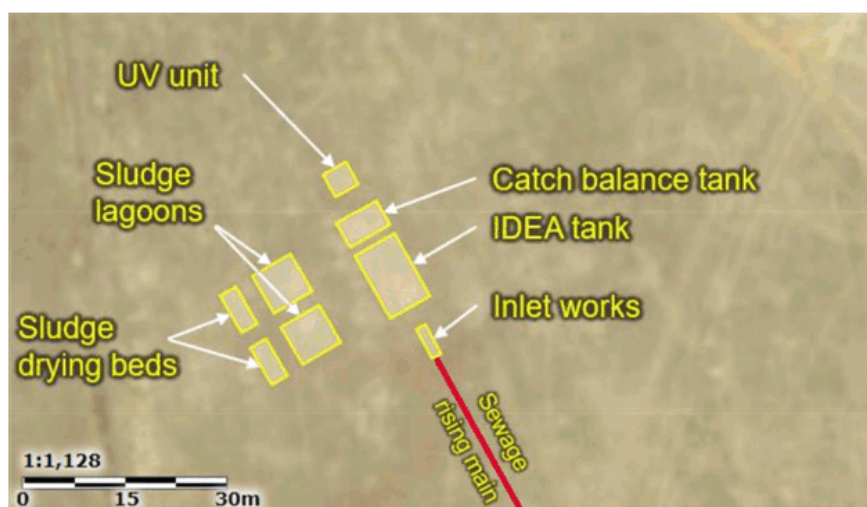 UV unit
Sludge
lagoons
Catch balance tank
IDEA tank
Inlet works
Sludge
drying beds
Sewage
rising main
1:1,128
0 15 30m